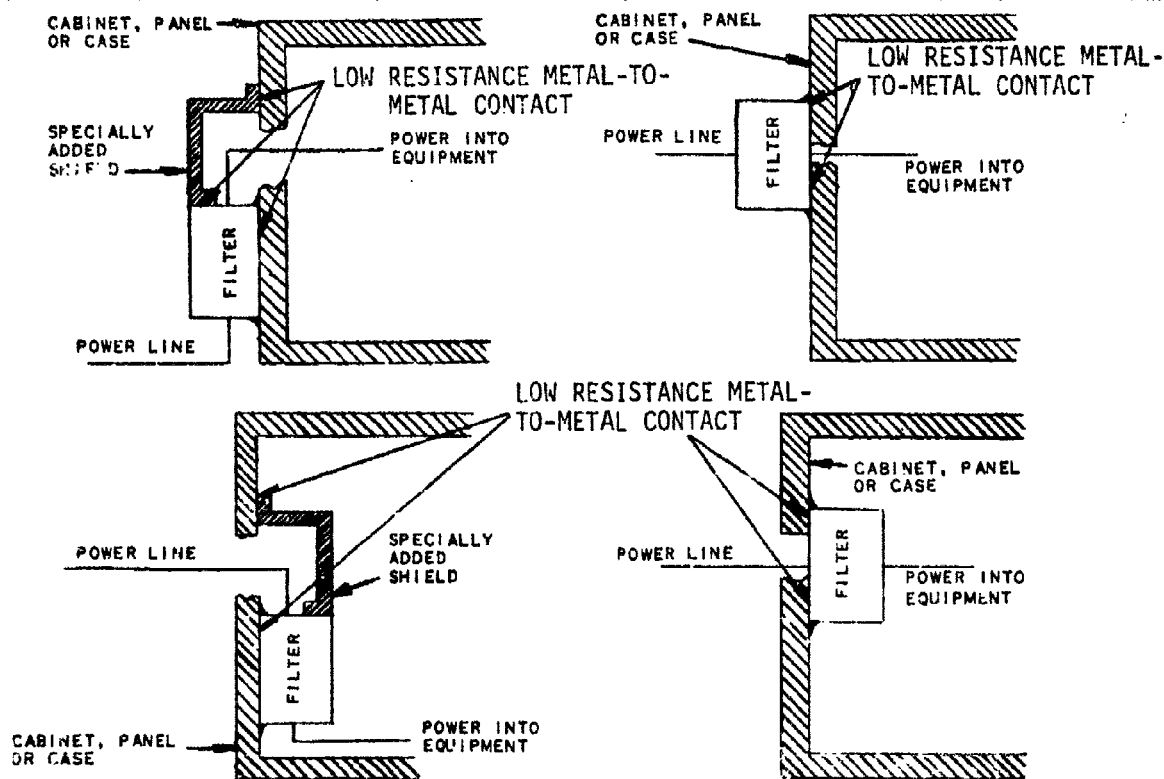 CABINET, PANEL
OR CASE
LOW RESISTANCE METAL-TO-
METAL CONTACT
SPECIALLY
ADDED
SHIELD
POWER INTO
EQUIPMENT
FILTER
POWER LINE
CABINET, PANEL
OR CASE
LOW RESISTANCE METAL-
TO-METAL CONTACT
POWER LINE
FILTER
POWER INTO
EQUIPMENT
LOW RESISTANCE METAL-
TO-METAL CONTACT
POWER LINE
SPECIALLY
ADDED
SHIELD
FILTER
POWER INTO
EQUIPMENT
CABINET, PANEL
OR CASE
CABINET, PANEL
OR CASE
POWER LINE
FILTER
POWER INTO
EQUIPMENT